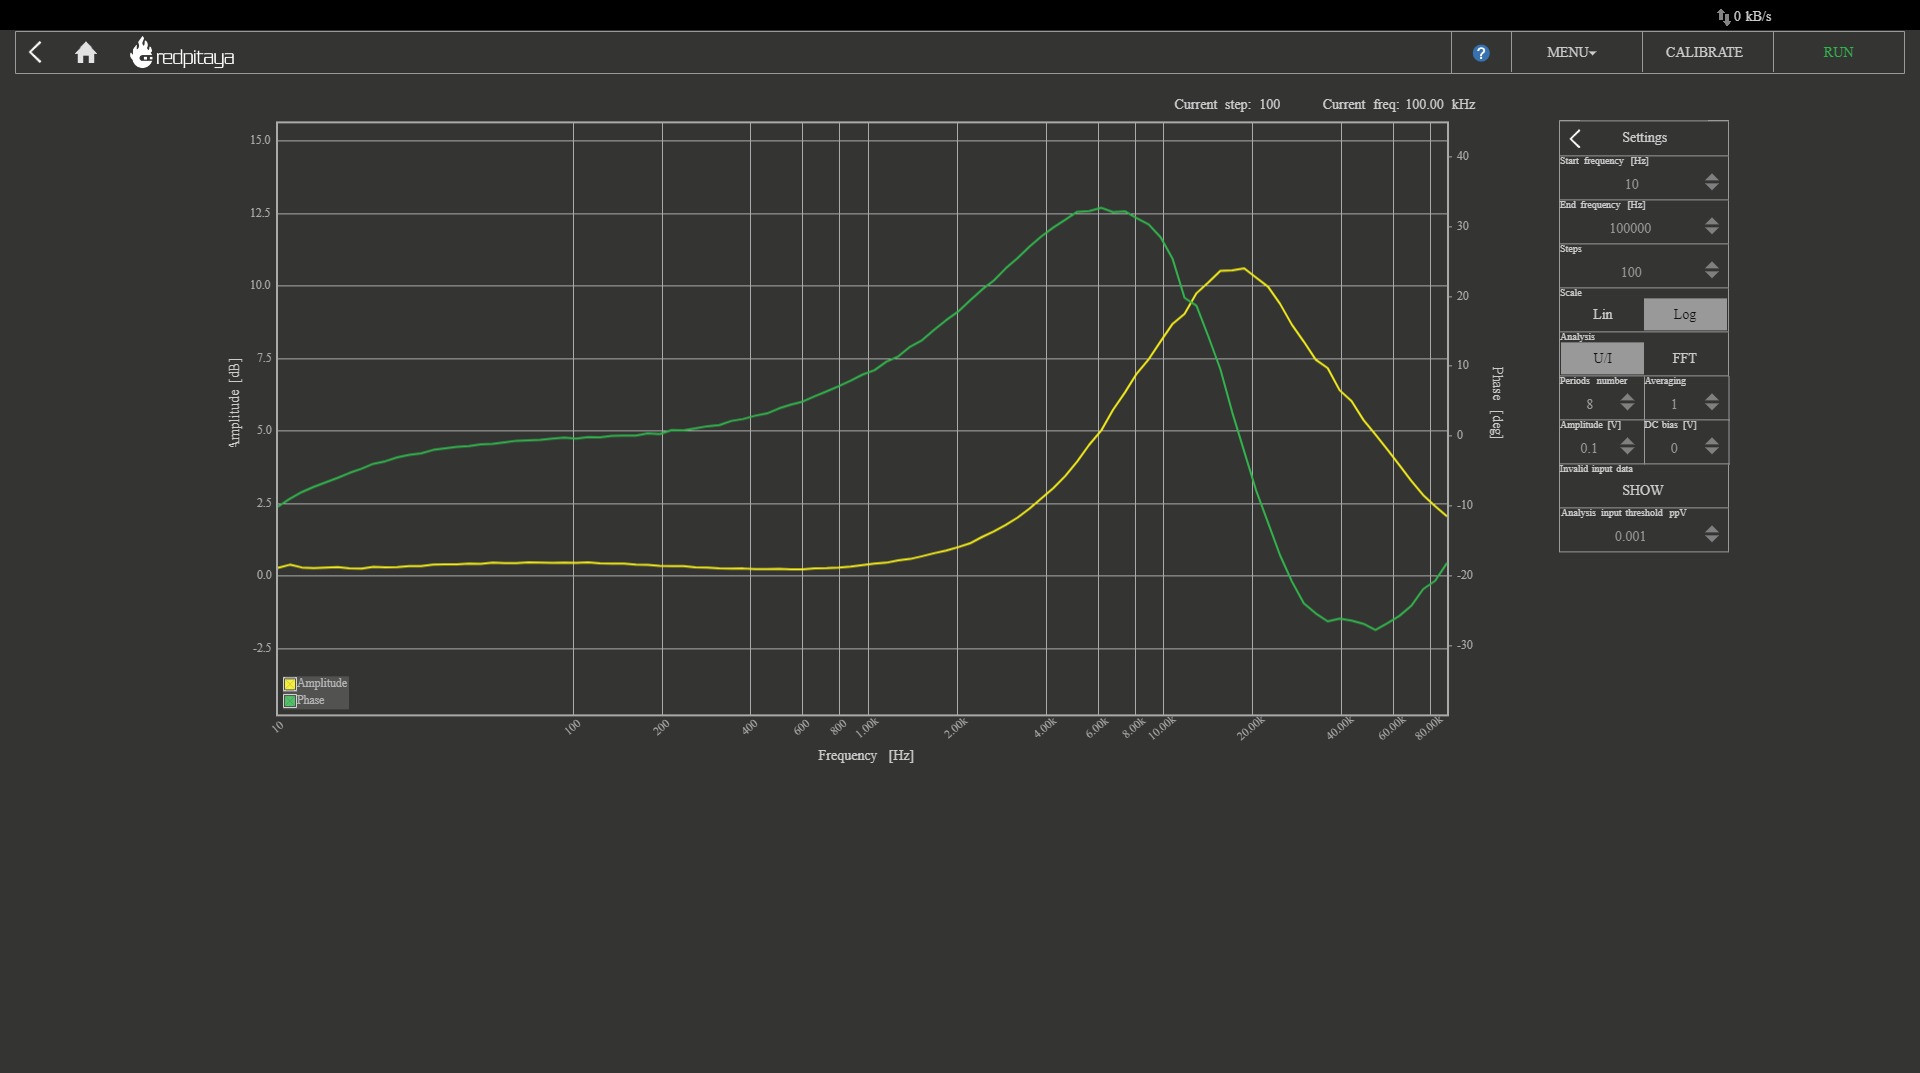 0 kB/s
redpitaya
?
MENU
CALIBRATE
RUN
Current step: 100
Current freq: 100.00 kHz
15.0
12.5
10.0
7.5
5.0
2.5
0.0
-2.5
Amplitude [dB]
40
30
20
10
0
-10
-20
-30
Phase [deg]
Amplitude
Phase
10
100
200
400
600
800
1.00k
2.00k
4.00k
6.00k
8.00k
10.00k
20.00k
40.00k
60.00k
80.00k
Frequency [Hz]
Settings
Start frequency [Hz]
10
End frequency [Hz]
100000
Steps
100
Scale
Lin Log
Analysis
U/I FFT
Periods number Averaging
8 1
Amplitude [V] DC bias [V]
0.1 0
Invalid input data
SHOW
Analysis input threshold ppV
0.001